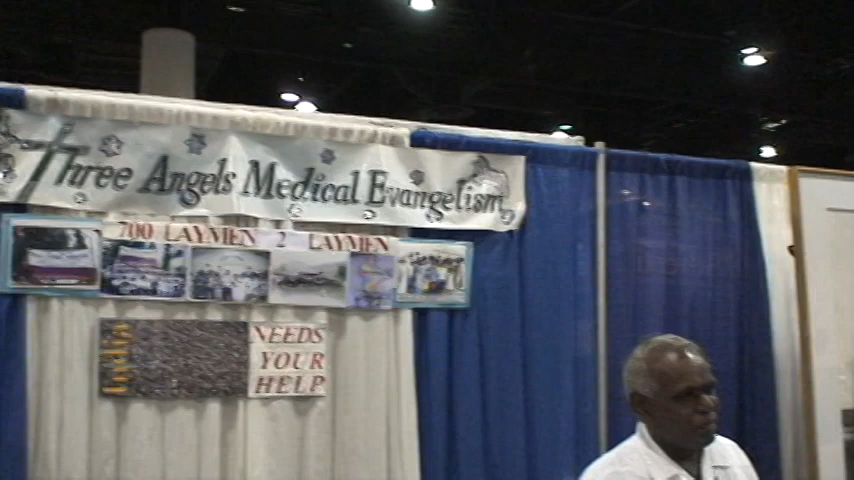 Three Angels Medical Evangelism
700 LAYMEN 2 LAYMEN
India
NEEDS
YOUR
HELP